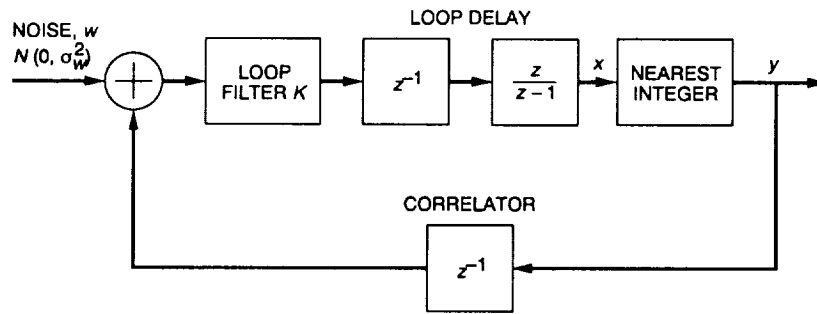 LOOP DELAY
NOISE, w
N (0, σ_w^2)
+
LOOP
FILTER K
z^{-1}
z
z – 1
x
NEAREST
INTEGER
y
CORRELATOR
z^{-1}